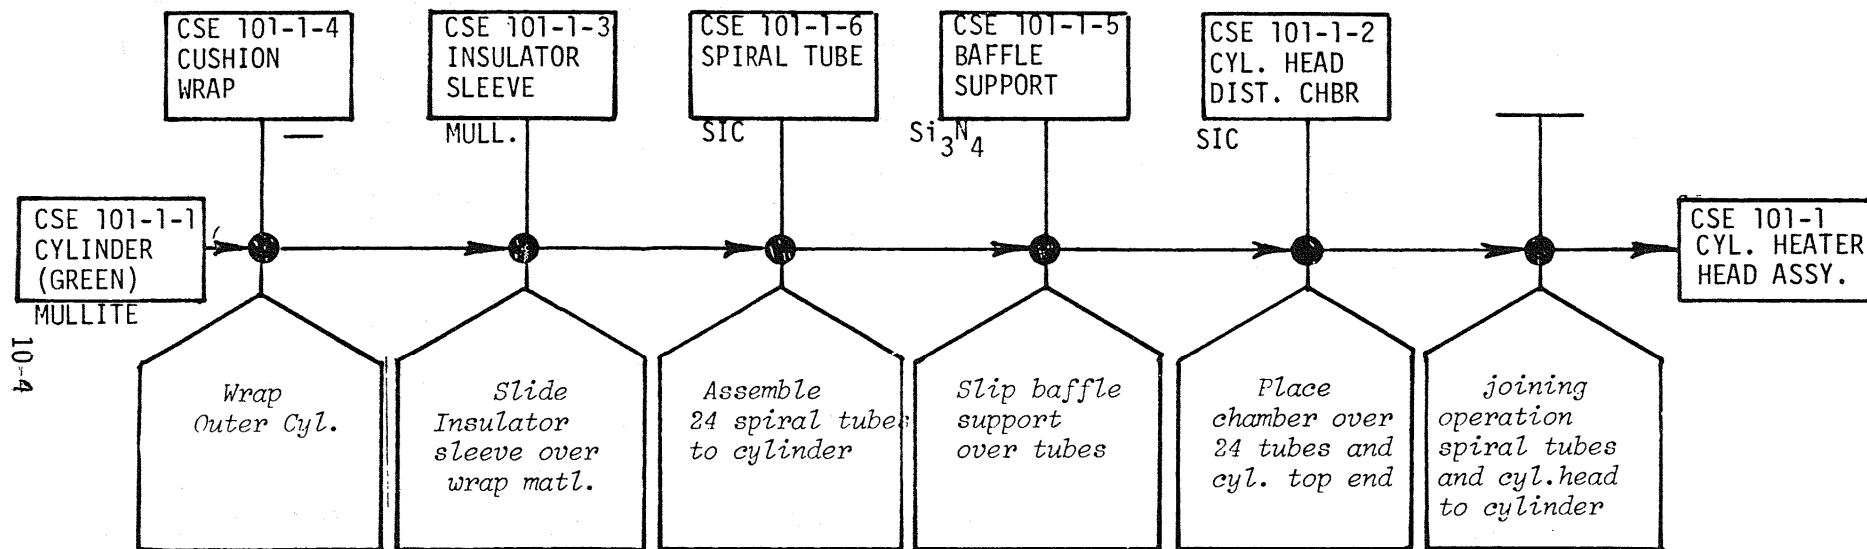 CSE 101-1-4
CUSHION
WRAP
CSE 101-1-3
INSULATOR
SLEEVE
MULL.
CSE 101-1-6
SPIRAL TUBE
SIC
CSE 101-1-5
BAFFLE
SUPPORT
Si3N4
CSE 101-1-2
CYL. HEAD
DIST. CHBR
SIC
CSE 101-1-1
CYLINDER
(GREEN)
MULLITE
CSE 101-1
CYL. HEATER
HEAD ASSY.
Wrap
Outer Cyl.
Slide
Insulator
sleeve over
wrap matl.
Assemble
24 spiral tubes
to cylinder
Slip baffle
support
over tubes
Place
chamber over
24 tubes and
cyl. top end
joining
operation
spiral tubes
and cyl.head
to cylinder
10-4